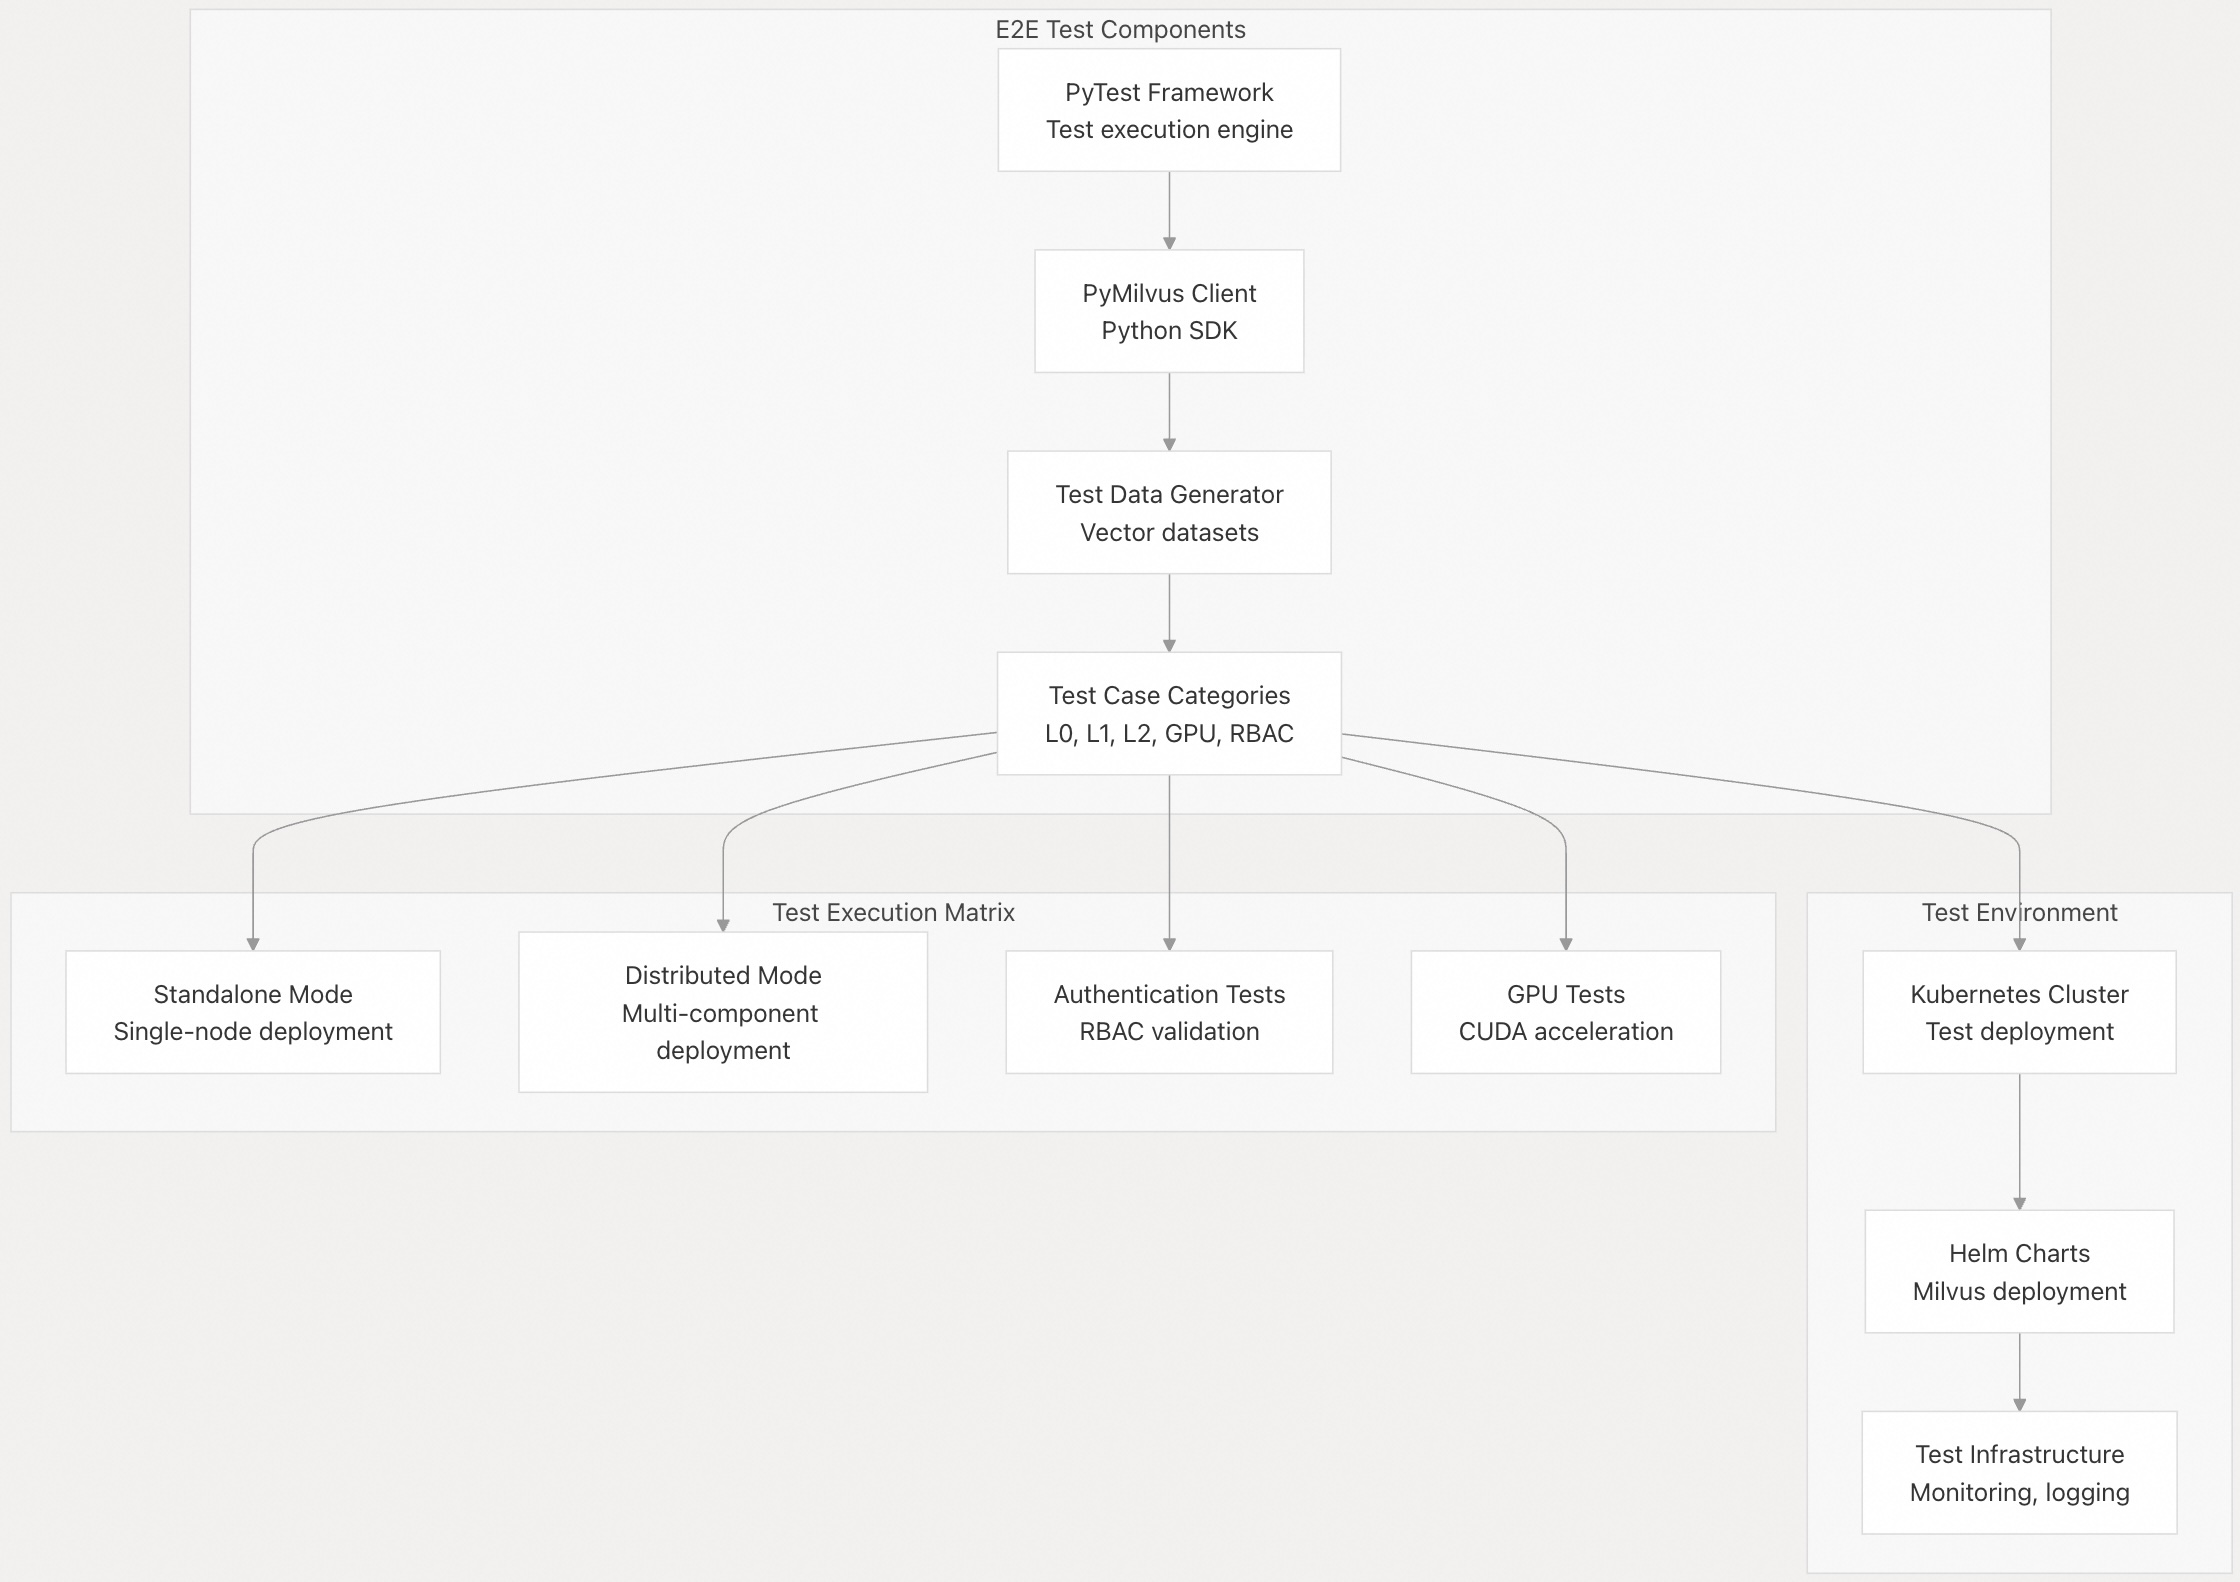 E2E Test Components
PyTest Framework
Test execution engine
PyMilvus Client
Python SDK
Test Data Generator
Vector datasets
Test Case Categories
L0, L1, L2, GPU, RBAC
Test Execution Matrix
Standalone Mode
Single-node deployment
Distributed Mode
Multi-component
deployment
Authentication Tests
RBAC validation
GPU Tests
CUDA acceleration
Test Environment
Kubernetes Cluster
Test deployment
Helm Charts
Milvus deployment
Test Infrastructure
Monitoring, logging